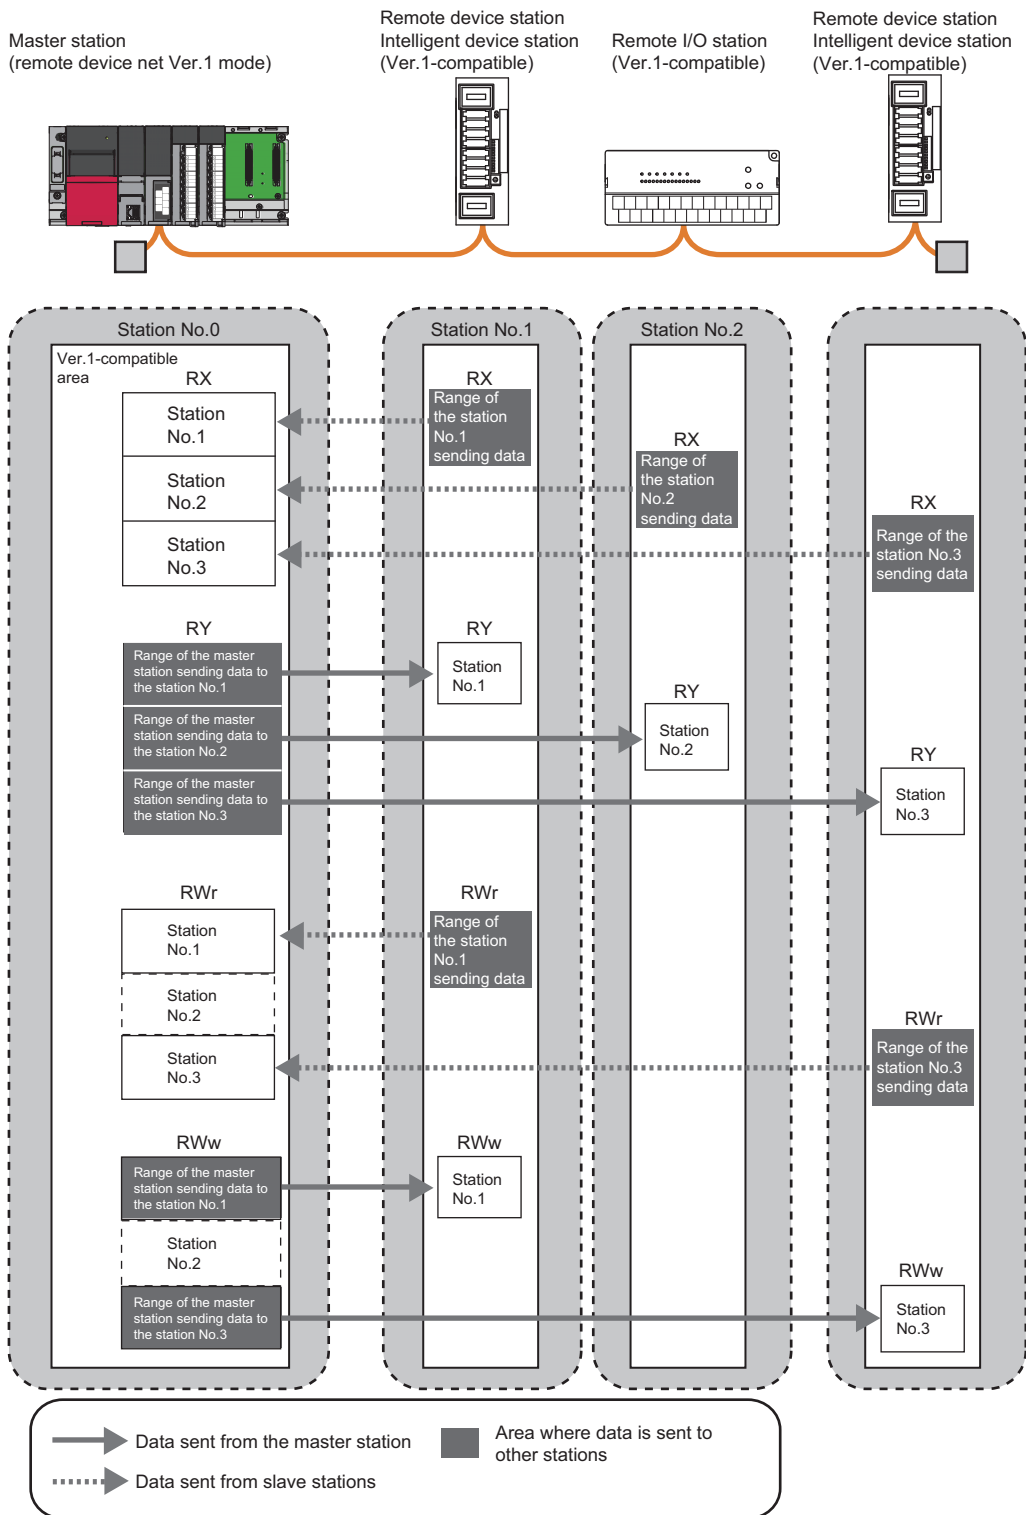 Master station
(remote device net Ver.1 mode)
Remote device station
Intelligent device station
(Ver.1-compatible)
Remote I/O station
(Ver.1-compatible)
Remote device station
Intelligent device station
(Ver.1-compatible)
Station No.0
Station No.1
Station No.2
Ver.1-compatible
area
RX
Station
No.1
Station
No.2
Station
No.3
RX
Range of
the station
No.1
sending data
RX
Range of
the station
No.2
sending data
RX
Range of the
station No.3
sending data
RY
Range of the master
station sending data to
the station No.1
Range of the master
station sending data to
the station No.2
Range of the master
station sending data to
the station No.3
RY
Station
No.1
RY
Station
No.2
RY
Station
No.3
RWr
Station
No.1
Station
No.2
Station
No.3
RWr
Range of
the station
No.1
sending data
RWr
Range of the
station No.3
sending data
RWw
Range of the master
station sending data to
the station No.1
Station
No.2
Range of the master
station sending data to
the station No.3
RWw
Station
No.1
RWw
Station
No.3
Data sent from the master station
Area where data is sent to
other stations
Data sent from slave stations